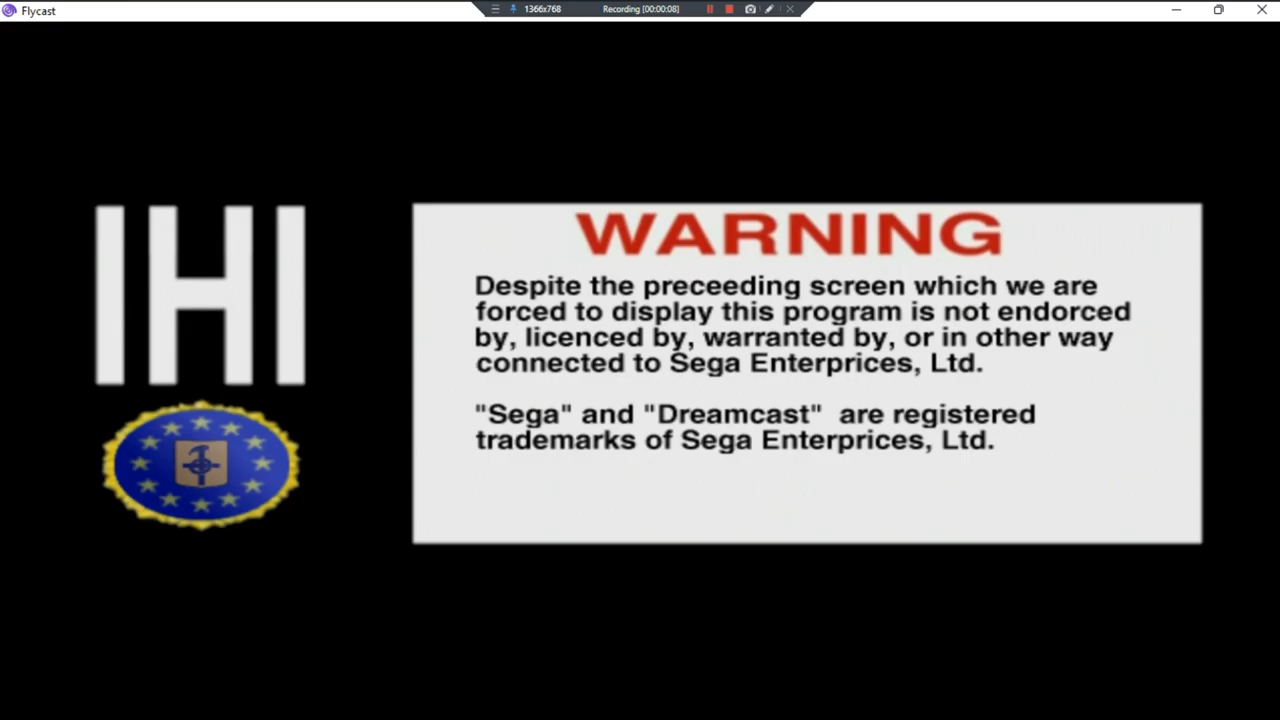 Flycast
1366x768
Recording [00:00:08]
IHI
WARNING
Despite the preceeding screen which we are
forced to display this program is not endorsed
by, licenced by, warranted by, or in other way
connected to Sega Enterprices, Ltd.
"Sega" and "Dreamcast" are registered
trademarks of Sega Enterprices, Ltd.